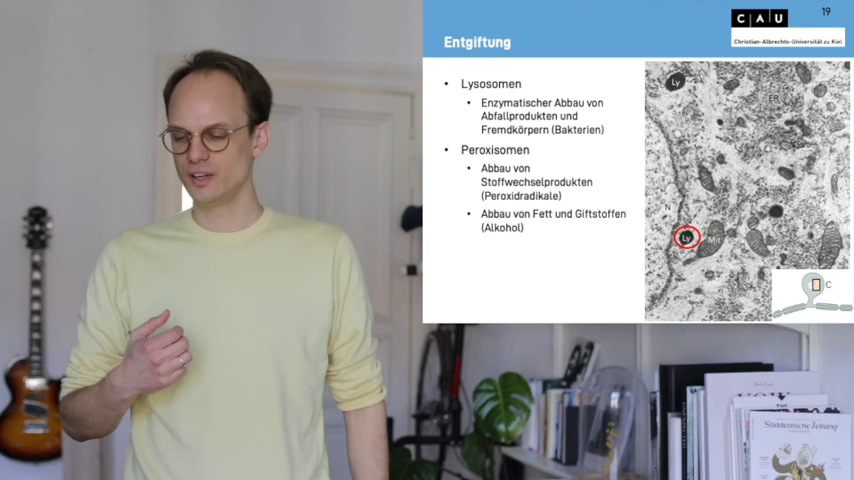 19
C A U
Christian-Albrechts-Universität zu Kiel
Entgiftung
• Lysosomen
• Enzymatischer Abbau von
Abfallprodukten und
Fremdkörpern (Bakterien)
• Peroxisomen
• Abbau von
Stoffwechselprodukten
(Peroxidradikale)
• Abbau von Fett und Giftstoffen
(Alkohol)
Ly
ER
N
Ly
Mit
C
Süddeutsche Zeitung